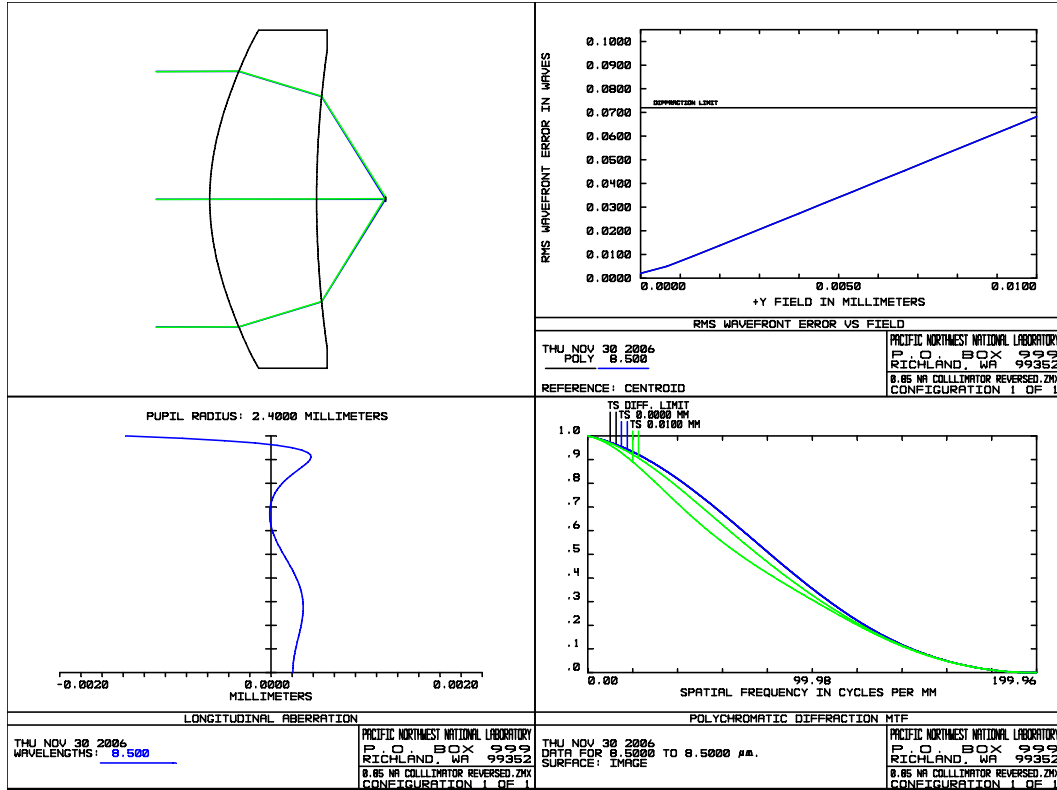 0.1000
0.0900
0.0800
0.0700
0.0600
0.0500
0.0400
0.0300
0.0200
0.0100
0.0000
RMS WAVEFRONT ERROR IN WAVES
DIFFRACTION LIMIT
0.0000 0.0050 0.0100
+Y FIELD IN MILLIMETERS
RMS WAVEFRONT ERROR VS FIELD
THU NOV 30 2006
POLY 8.500
REFERENCE: CENTROID
PACIFIC NORTHWEST NATIONAL LABORATORY
P.O. BOX 999
RICHLAND, WA 99352
0.85 NA COLLLIMATOR REVERSED.ZMX
CONFIGURATION 1 OF 1
PUPIL RADIUS: 2.4000 MILLIMETERS
-0.0020 0.0000 0.0020
MILLIMETERS
LONGITUDINAL ABERRATION
THU NOV 30 2006
WAVELENGTHS: 8.500
PACIFIC NORTHWEST NATIONAL LABORATORY
P.O. BOX 999
RICHLAND, WA 99352
0.85 NA COLLLIMATOR REVERSED.ZMX
CONFIGURATION 1 OF 1
TS DIFF. LIMIT
TS 0.0000 MM
TS 0.0100 MM
1.0
.9
.8
.7
.6
.5
.4
.3
.2
.1
.0
0.00 99.98 199.96
SPATIAL FREQUENCY IN CYCLES PER MM
POLYCHROMATIC DIFFRACTION MTF
THU NOV 30 2006
DATA FOR 8.5000 TO 8.5000 µm.
SURFACE: IMAGE
PACIFIC NORTHWEST NATIONAL LABORATORY
P.O. BOX 999
RICHLAND, WA 99352
0.85 NA COLLLIMATOR REVERSED.ZMX
CONFIGURATION 1 OF 1